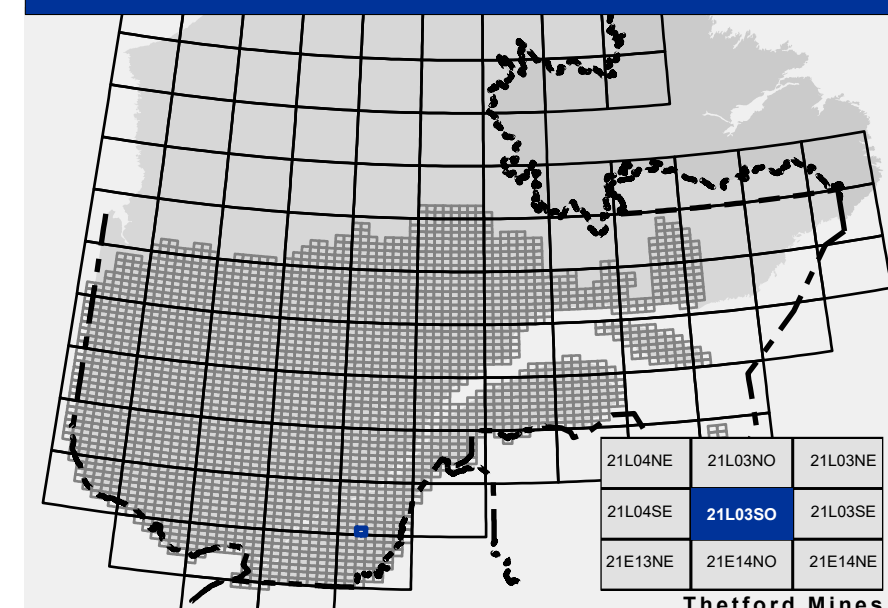 21L04NE 21L03NO 21L03NE
21L04SE 21L03SO 21L03SE
21E13NE 21E14NO 21E14NE
Thetford Mines